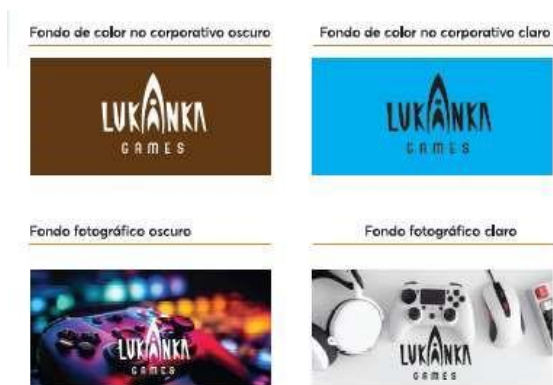 Fondo de color no corporativo oscuro
Fondo de color no corporativo claro
LUKANKA
GAMES
LUKANKA
GAMES
Fondo fotográfico oscuro
Fondo fotográfico claro
LUKANKA
GAMES
LUKANKA
GAMES